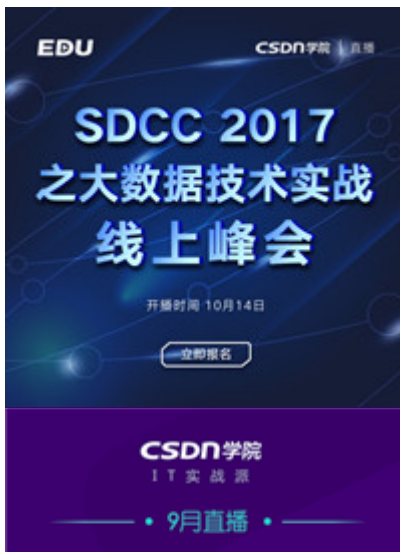 EDU
CSDN学院 | 直播
SDCC 2017
之大数据技术实战
线上峰会
开播时间 10月14日
立即报名
CSDN学院
IT实战派
• 9月直播 •